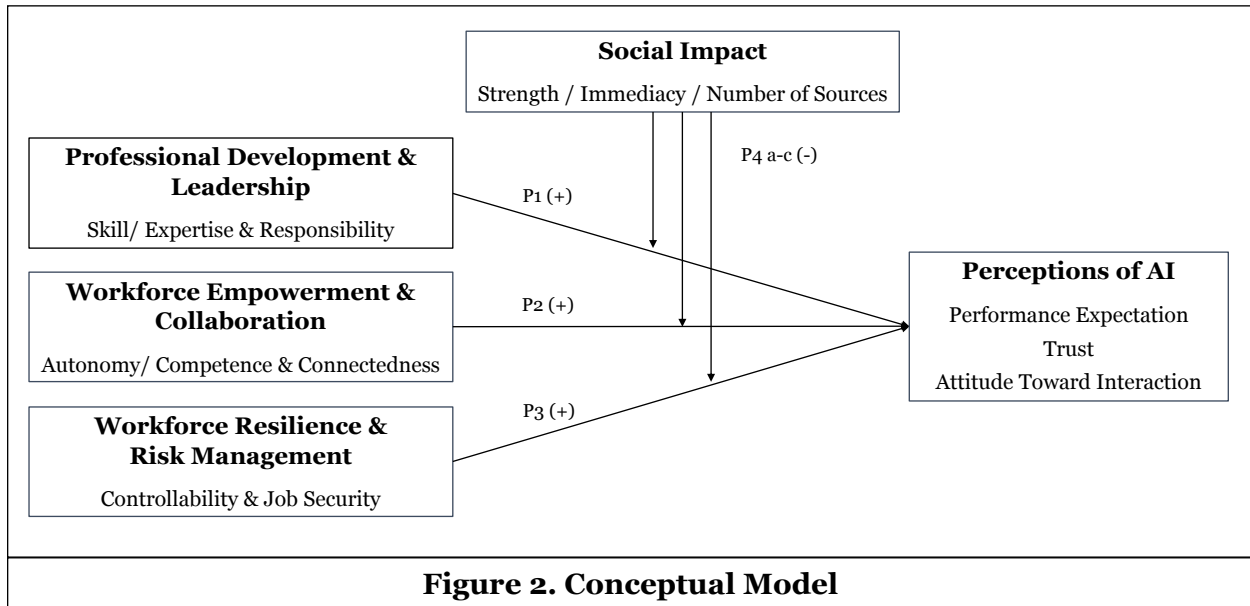 Social Impact
Strength / Immediacy / Number of Sources
P4 a-c (-)
Professional Development &
Leadership
Skill/ Expertise & Responsibility
P1 (+)
Workforce Empowerment &
Collaboration
Autonomy/ Competence & Connectedness
P2 (+)
Workforce Resilience &
Risk Management
Controllability & Job Security
P3 (+)
Perceptions of AI
Performance Expectation
Trust
Attitude Toward Interaction
Figure 2. Conceptual Model